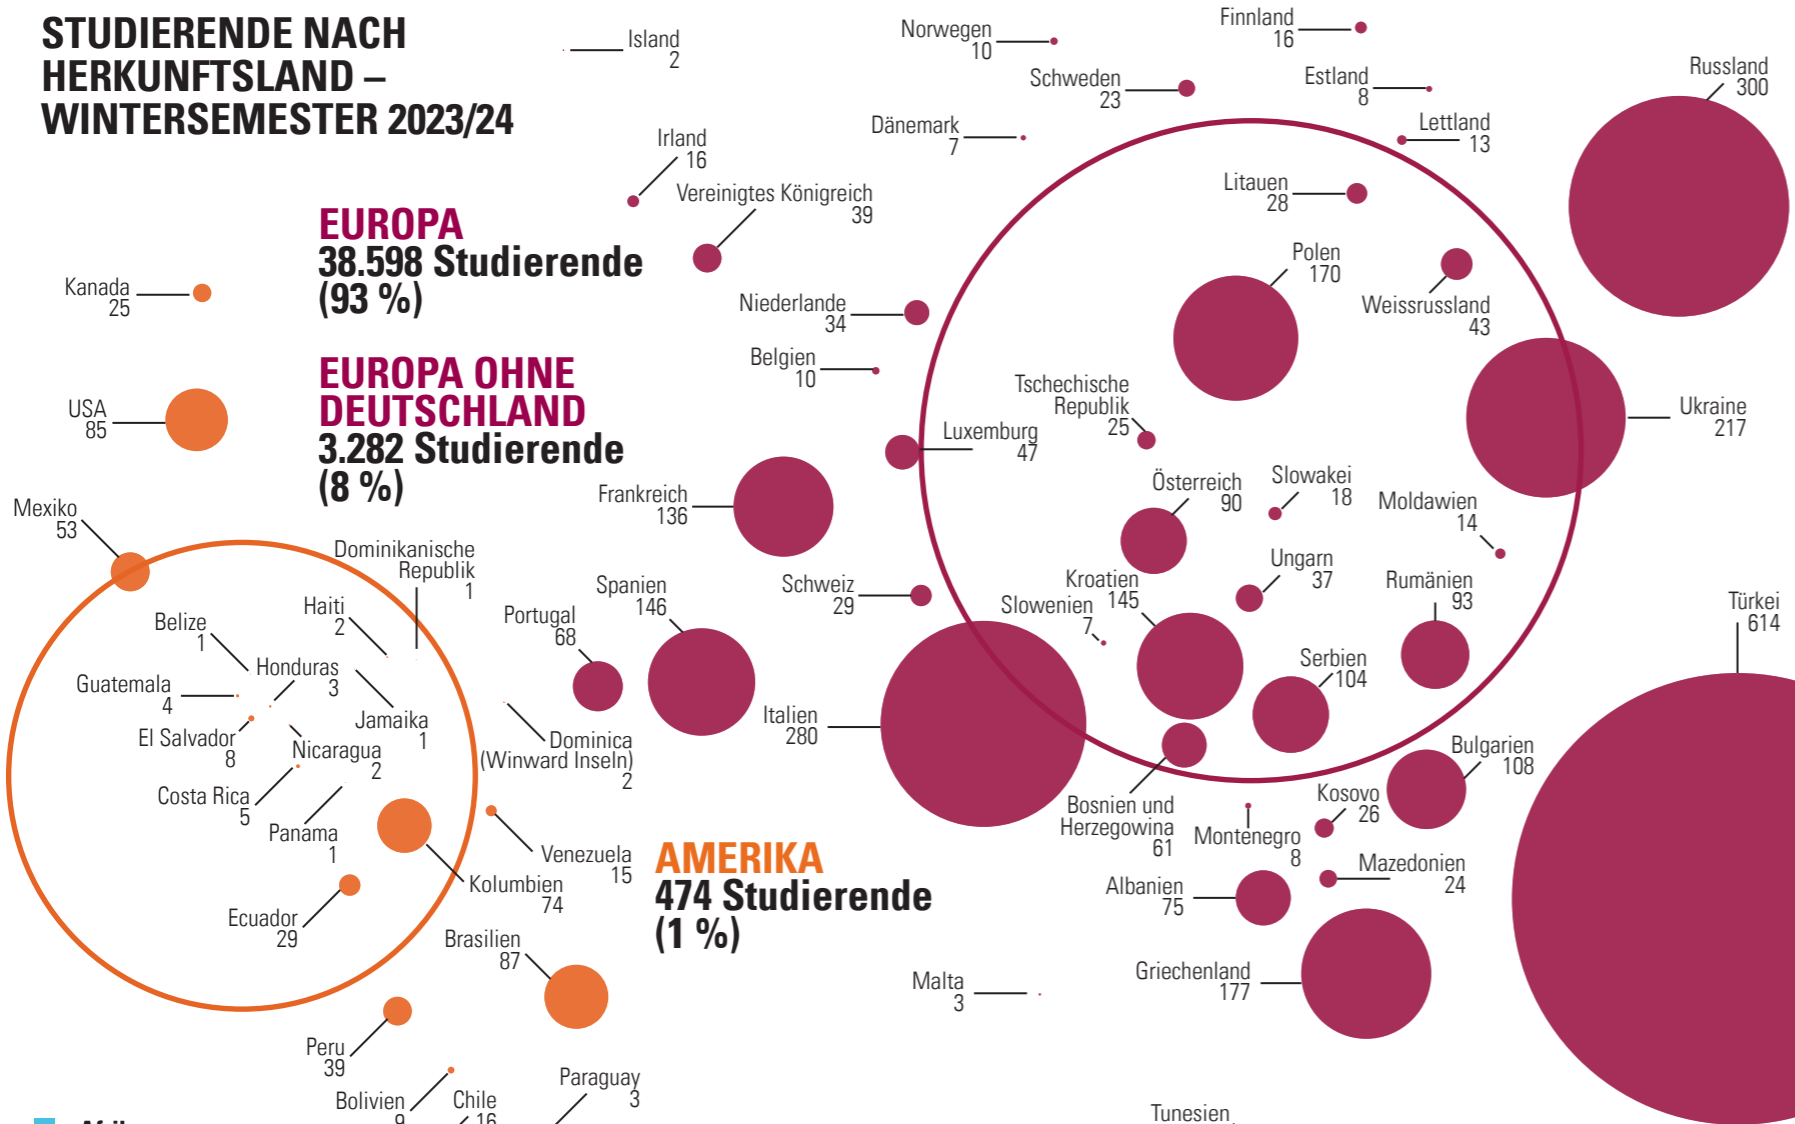 STUDIERENDE NACH
HERKUNFTSLAND –
WINTERSEMESTER 2023/24
Island
2
Norwegen
10
Finnland
16
Schweden
23
Estland
8
Russland
300
Dänemark
7
Lettland
13
Irland
16
Vereinigtes Königreich
39
Litauen
28
EUROPA
38.598 Studierende
(93 %)
Polen
170
Weissrussland
43
Kanada
25
Niederlande
34
Belgien
10
EUROPA OHNE
DEUTSCHLAND
3.282 Studierende
(8 %)
Tschechische
Republik
25
USA
85
Ukraine
217
Luxemburg
47
Frankreich
136
Österreich
90
Slowakei
18
Moldawien
14
Mexiko
53
Dominikanische
Republik
1
Haiti
2
Belize
1
Spanien
146
Schweiz
29
Kroatien
145
Slowenien
7
Ungarn
37
Rumänien
93
Türkei
614
Portugal
68
Honduras
3
Guatemala
4
Serbien
104
Jamaika
1
El Salvador
8
Nicaragua
2
Dominica
(Winward Inseln)
2
Italien
280
Bulgarien
108
Costa Rica
5
Panama
1
Bosnien und
Herzegowina
61
Montenegro
8
Kosovo
26
Venezuela
15
AMERIKA
474 Studierende
(1 %)
Mazedonien
24
Kolumbien
74
Albanien
75
Ecuador
29
Brasilien
87
Malta
3
Griechenland
177
Peru
39
Bolivien
9
Chile
16
Paraguay
3
Tunesien